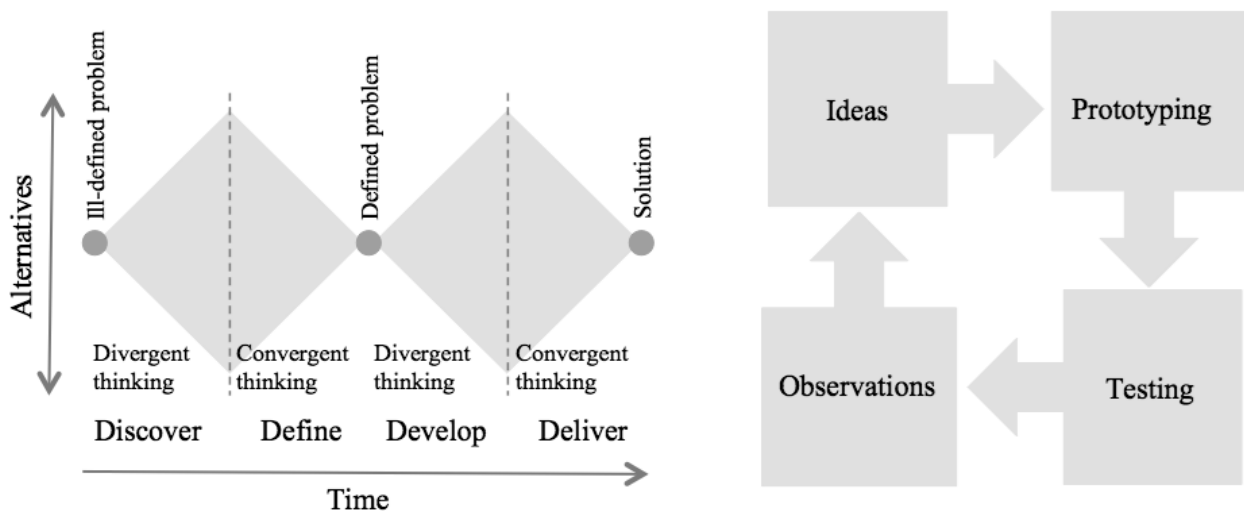 Alternatives
Ill-defined problem
Defined problem
Solution
Divergent
thinking
Convergent
thinking
Divergent
thinking
Convergent
thinking
Discover
Define
Develop
Deliver
Time
Ideas
Prototyping
Observations
Testing